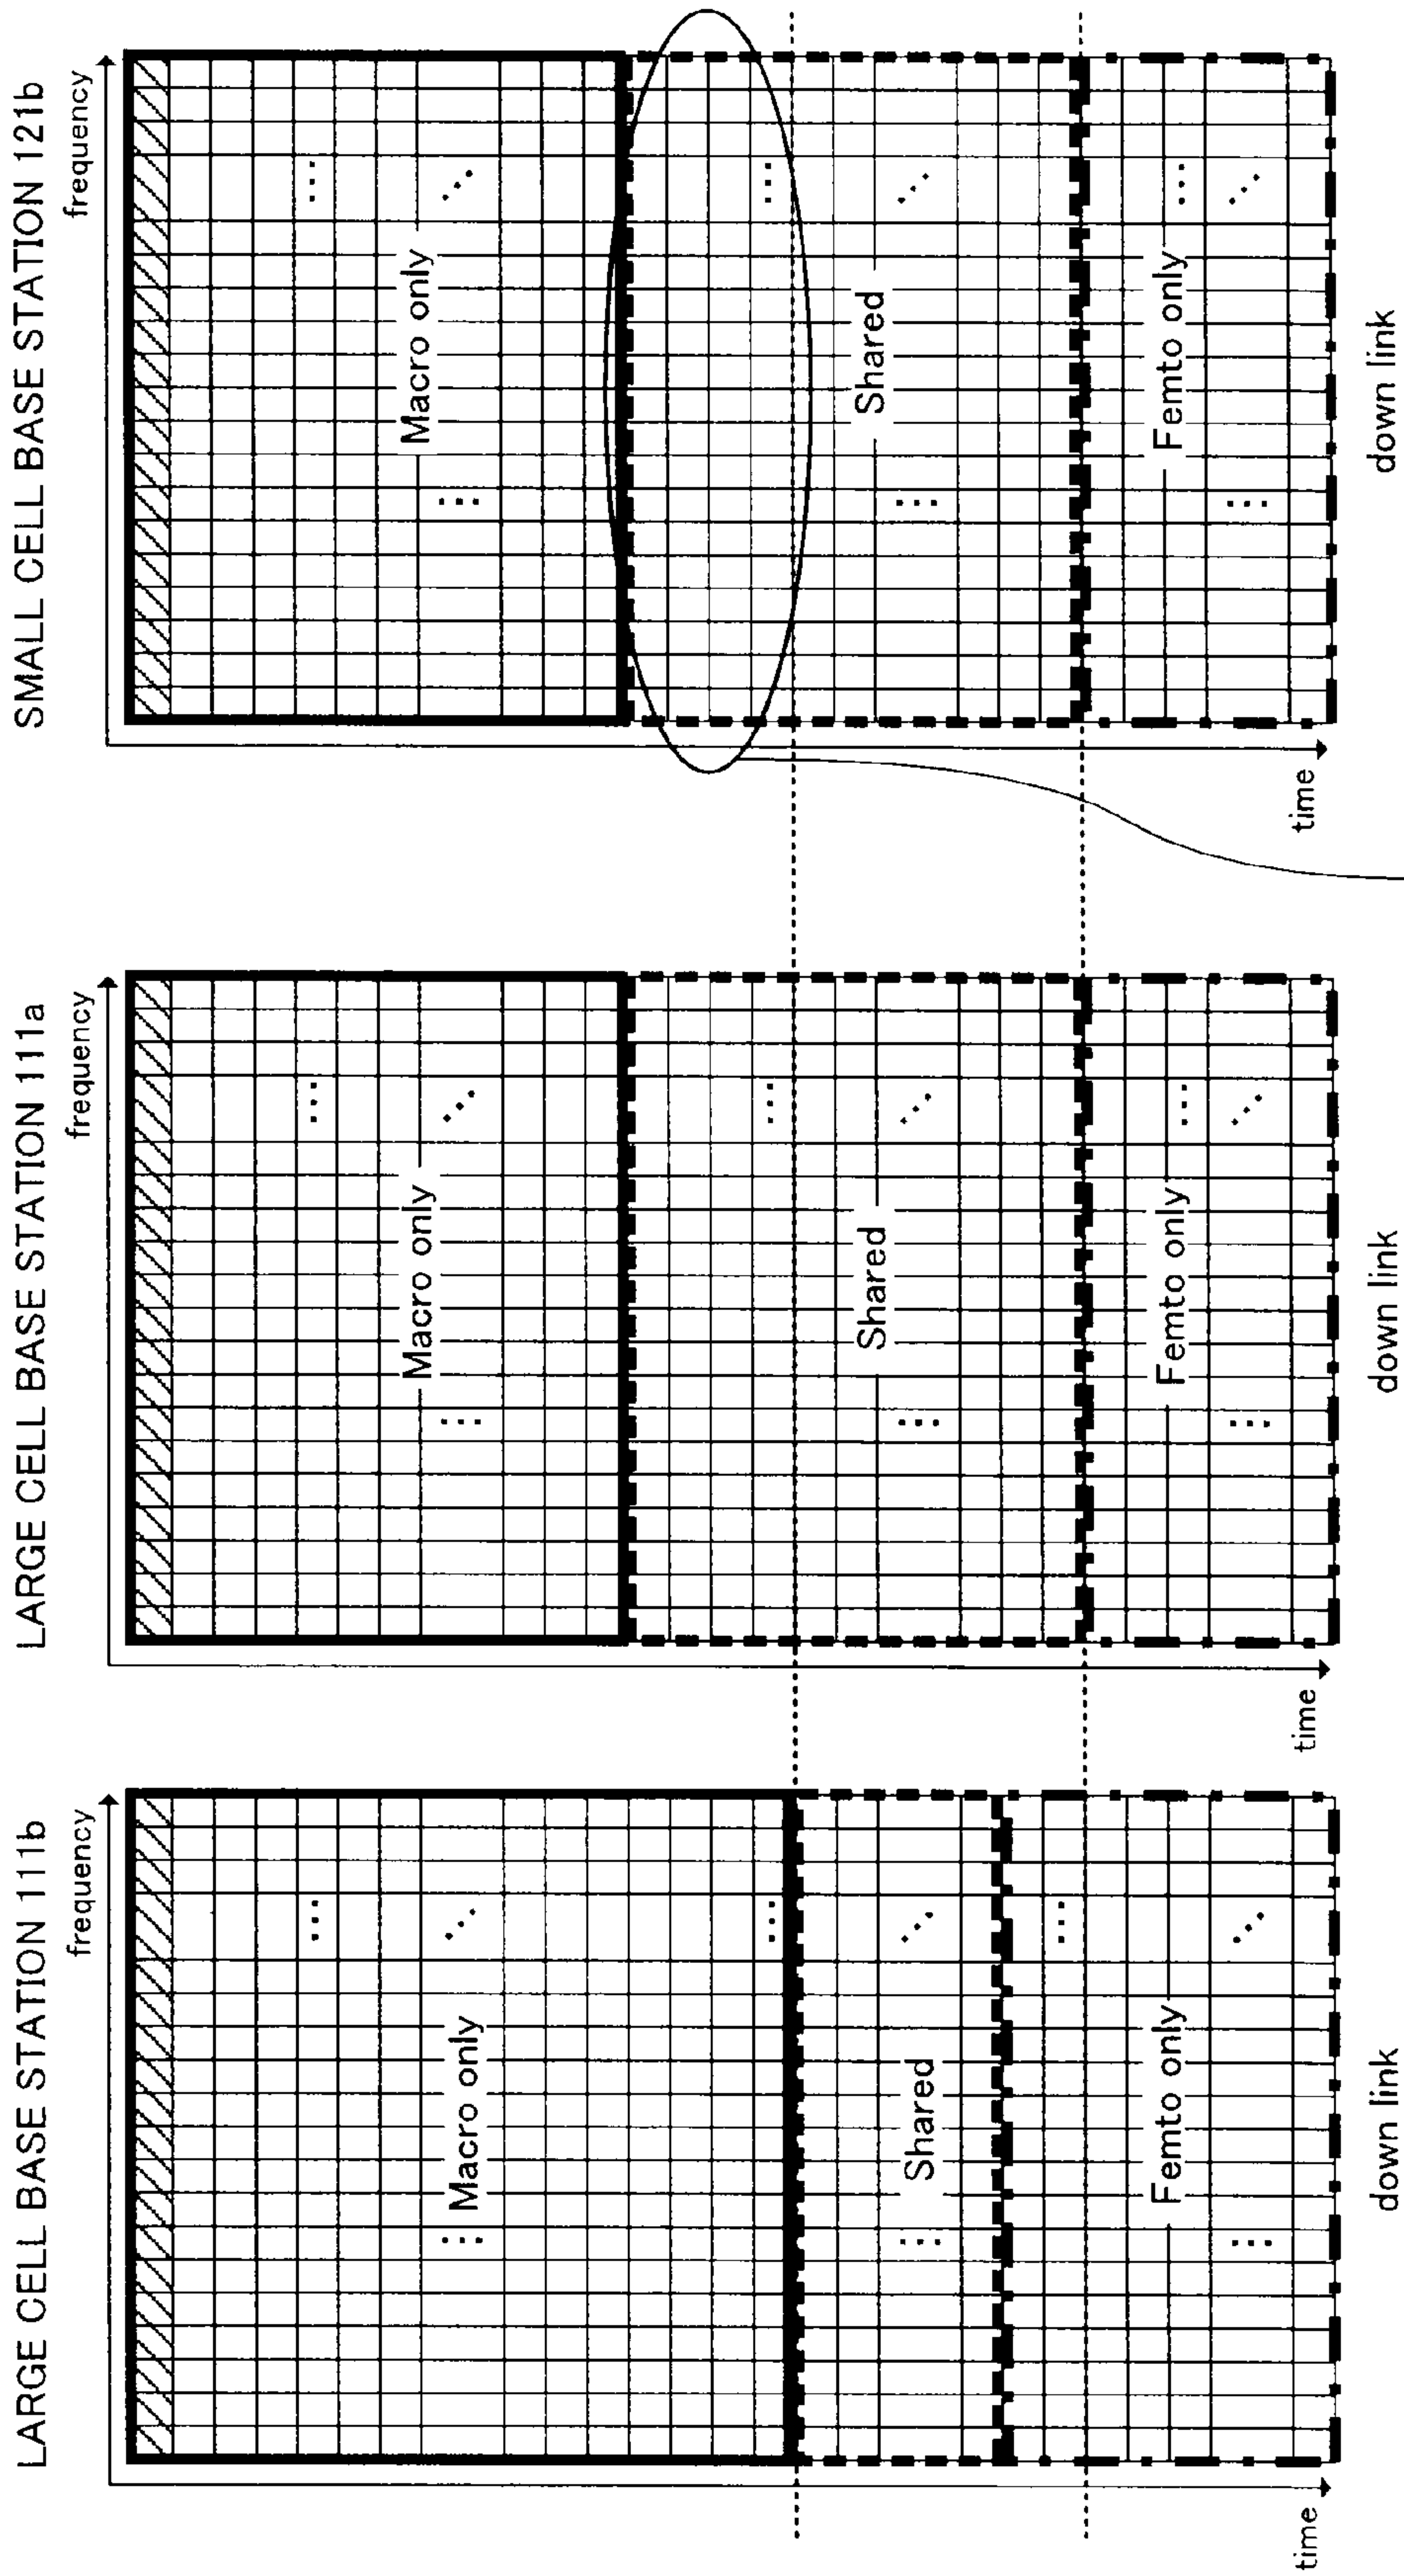 LARGE CELL BASE STATION 111b
frequency
Macro only
Shared
Femto only
time
down link
LARGE CELL BASE STATION 111a
frequency
Macro only
Shared
Femto only
time
down link
SMALL CELL BASE STATION 121b
frequency
Macro only
Shared
Femto only
time
down link